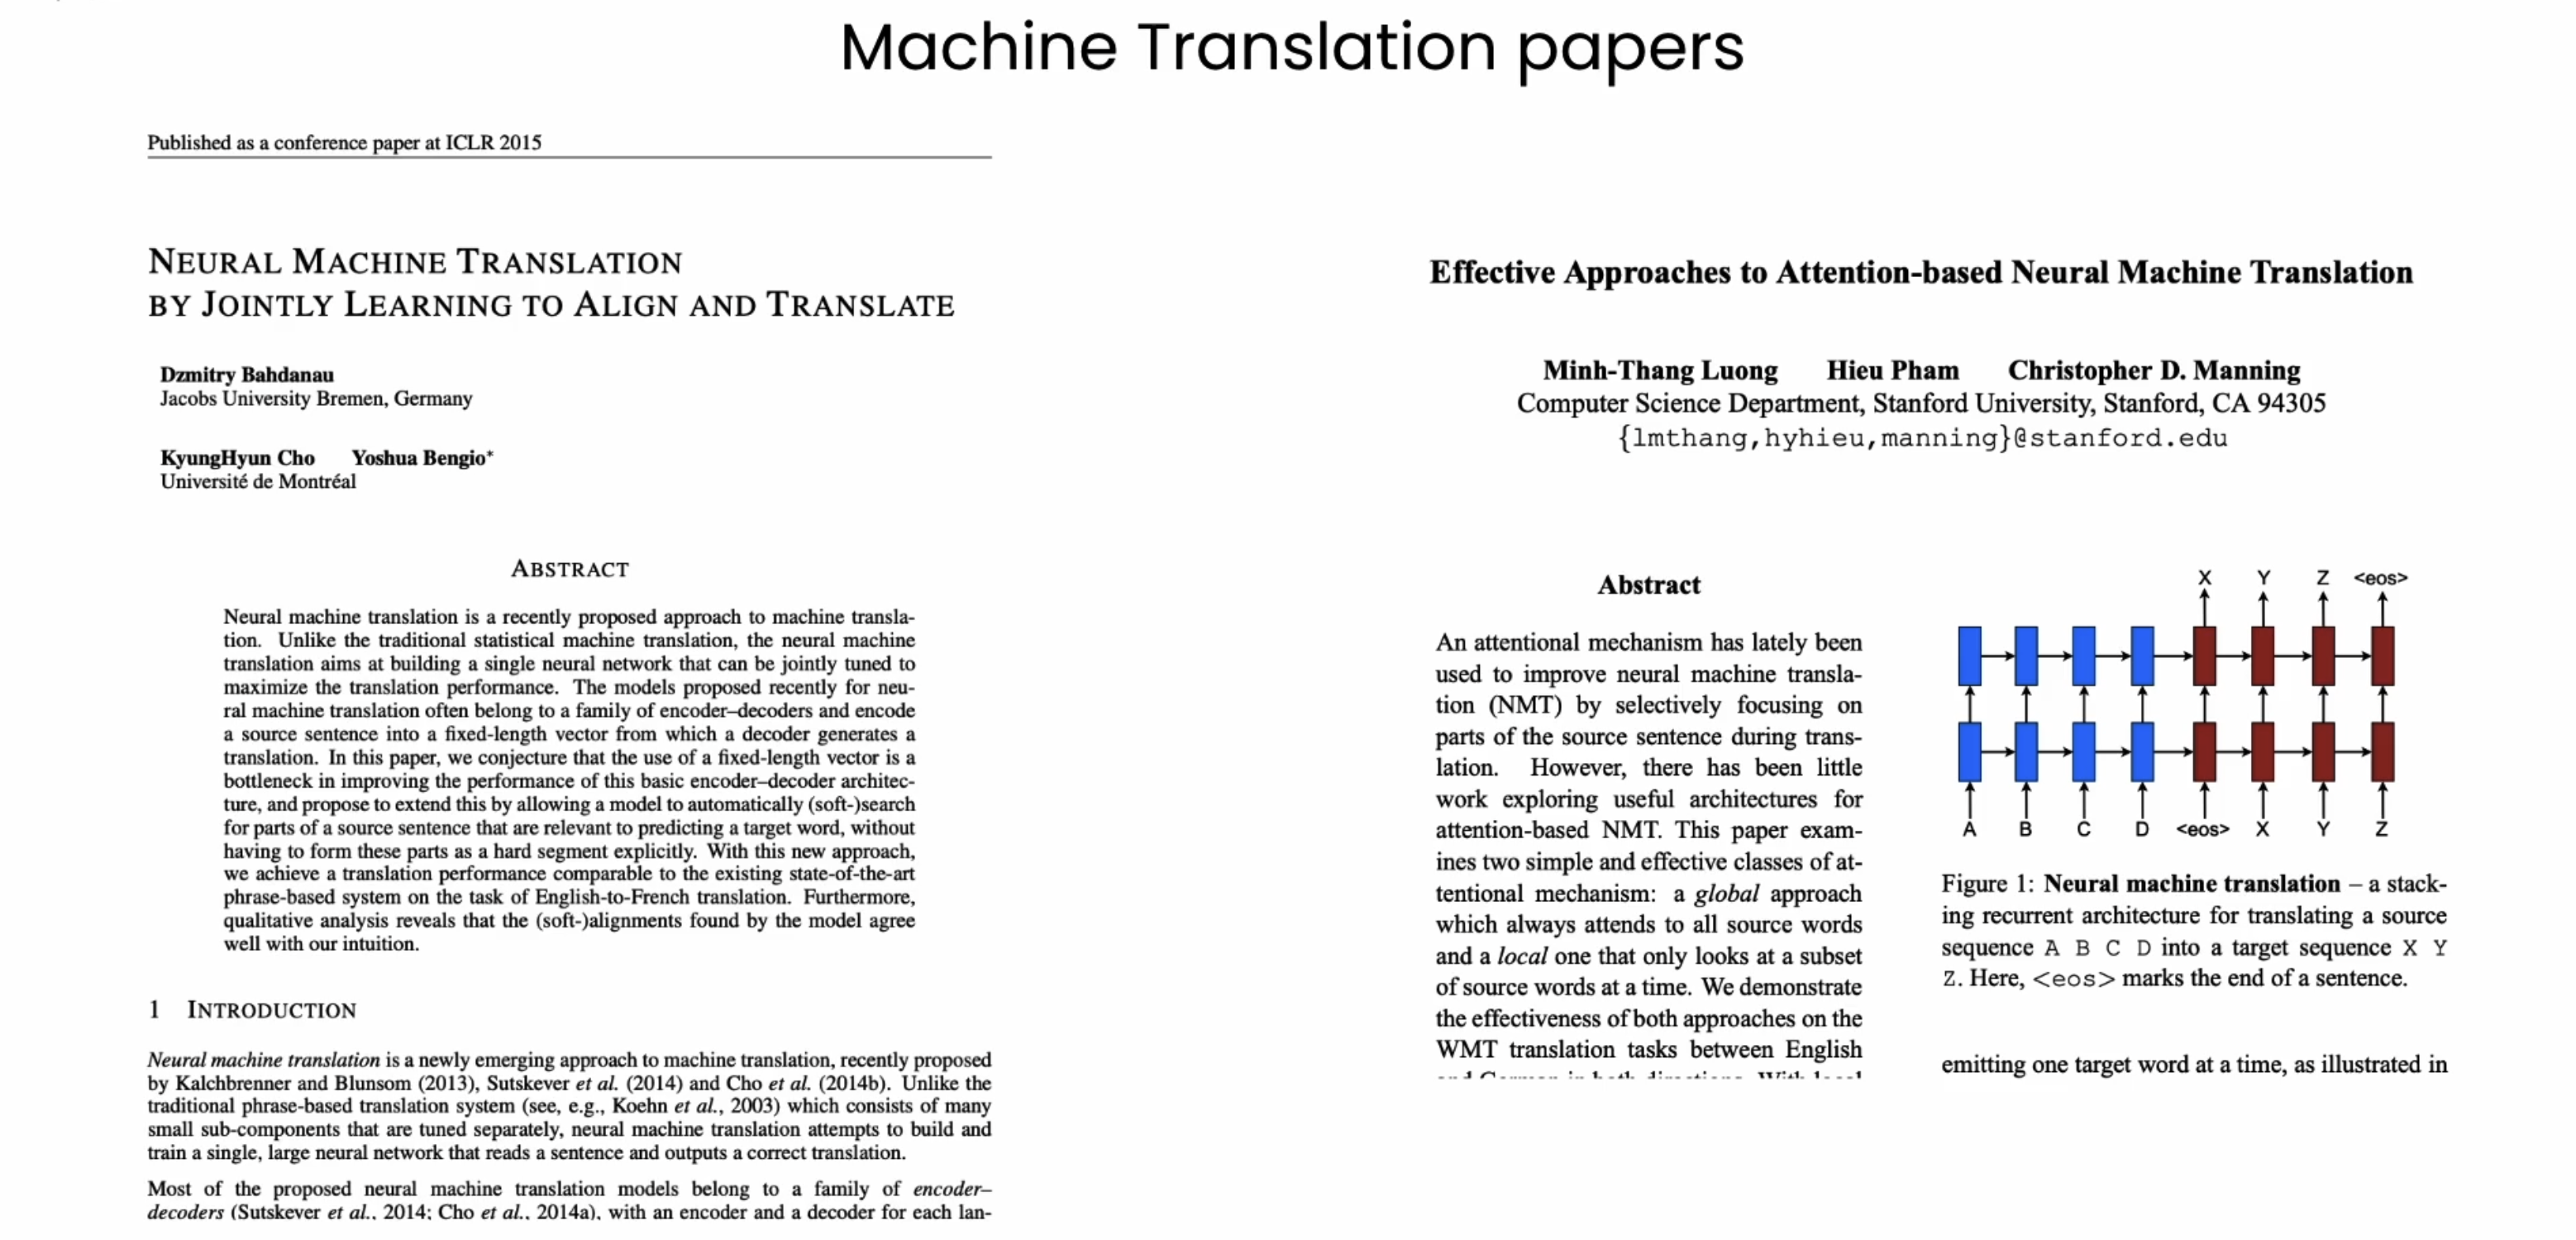 Machine Translation papers
Published as a conference paper at ICLR 2015
NEURAL MACHINE TRANSLATION
BY JOINTLY LEARNING TO ALIGN AND TRANSLATE
Dzmitry Bahdanau
Jacobs University Bremen, Germany
KyungHyun Cho Yoshua Bengio*
Université de Montréal
ABSTRACT
Neural machine translation is a recently proposed approach to machine transla-
tion. Unlike the traditional statistical machine translation, the neural machine
translation aims at building a single neural network that can be jointly tuned to
maximize the translation performance. The models proposed recently for neu-
ral machine translation often belong to a family of encoder–decoders and encode
a source sentence into a fixed-length vector from which a decoder generates a
translation. In this paper, we conjecture that the use of a fixed-length vector is a
bottleneck in improving the performance of this basic encoder–decoder architec-
ture, and propose to extend this by allowing a model to automatically (soft-)search
for parts of a source sentence that are relevant to predicting a target word, without
having to form these parts as a hard segment explicitly. With this new approach,
we achieve a translation performance comparable to the existing state-of-the-art
phrase-based system on the task of English-to-French translation. Furthermore,
qualitative analysis reveals that the (soft-)alignments found by the model agree
well with our intuition.
1 INTRODUCTION
Neural machine translation is a newly emerging approach to machine translation, recently proposed
by Kalchbrenner and Blunsom (2013), Sutskever et al. (2014) and Cho et al. (2014b). Unlike the
traditional phrase-based translation system (see, e.g., Koehn et al., 2003) which consists of many
small sub-components that are tuned separately, neural machine translation attempts to build and
train a single, large neural network that reads a sentence and outputs a correct translation.
Most of the proposed neural machine translation models belong to a family of encoder–
decoders (Sutskever et al., 2014; Cho et al., 2014a), with an encoder and a decoder for each lan-
Effective Approaches to Attention-based Neural Machine Translation
Minh-Thang Luong Hieu Pham Christopher D. Manning
Computer Science Department, Stanford University, Stanford, CA 94305
{lmthang,hyhieu,manning}@stanford.edu
Abstract
An attentional mechanism has lately been
used to improve neural machine transla-
tion (NMT) by selectively focusing on
parts of the source sentence during trans-
lation. However, there has been little
work exploring useful architectures for
attention-based NMT. This paper exam-
ines two simple and effective classes of at-
tentional mechanism: a global approach
which always attends to all source words
and a local one that only looks at a subset
of source words at a time. We demonstrate
the effectiveness of both approaches on the
WMT translation tasks between English
X Y Z <eos>
A B C D <eos> X Y Z
Figure 1: Neural machine translation – a stack-
ing recurrent architecture for translating a source
sequence A B C D into a target sequence X Y
Z. Here, <eos> marks the end of a sentence.
emitting one target word at a time, as illustrated in